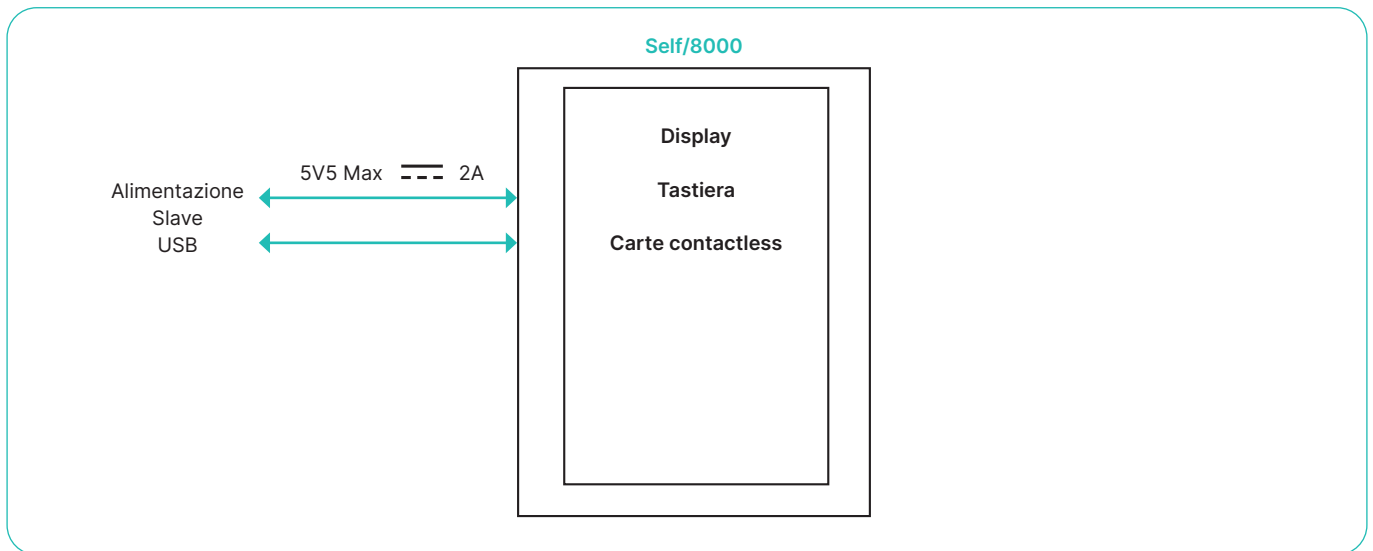 Self/8000
Display
5V5 Max 2A
Alimentazione
Slave
USB
Tastiera
Carte contactless